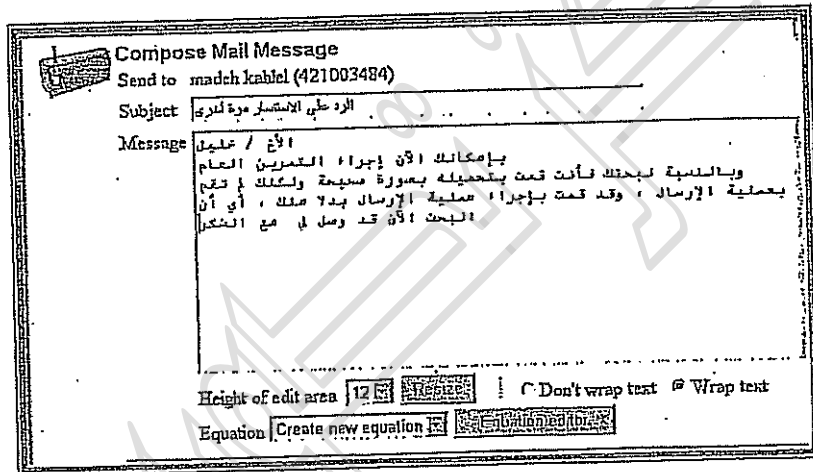 Compose Mail Message
Send to madeh kahlel (421003484)
Subject الرد على الاستفسار مرة أخرى
Message الأخ / خليل
بإمكانك الآن إجراء التمرين العام
وبالنسبة لبحثك فأنت قمت بتحميله بصورة صحيحة ولكنك لم تقم
بعملية الإرسال ، وقد قمت بإجراء عملية الإرسال بدلا منك ، أي أن
البحث الآن قد وصل لي مع الشكر
Height of edit area 12 Resize Don't wrap text Wrap text
Equation Create new equation Equation editor